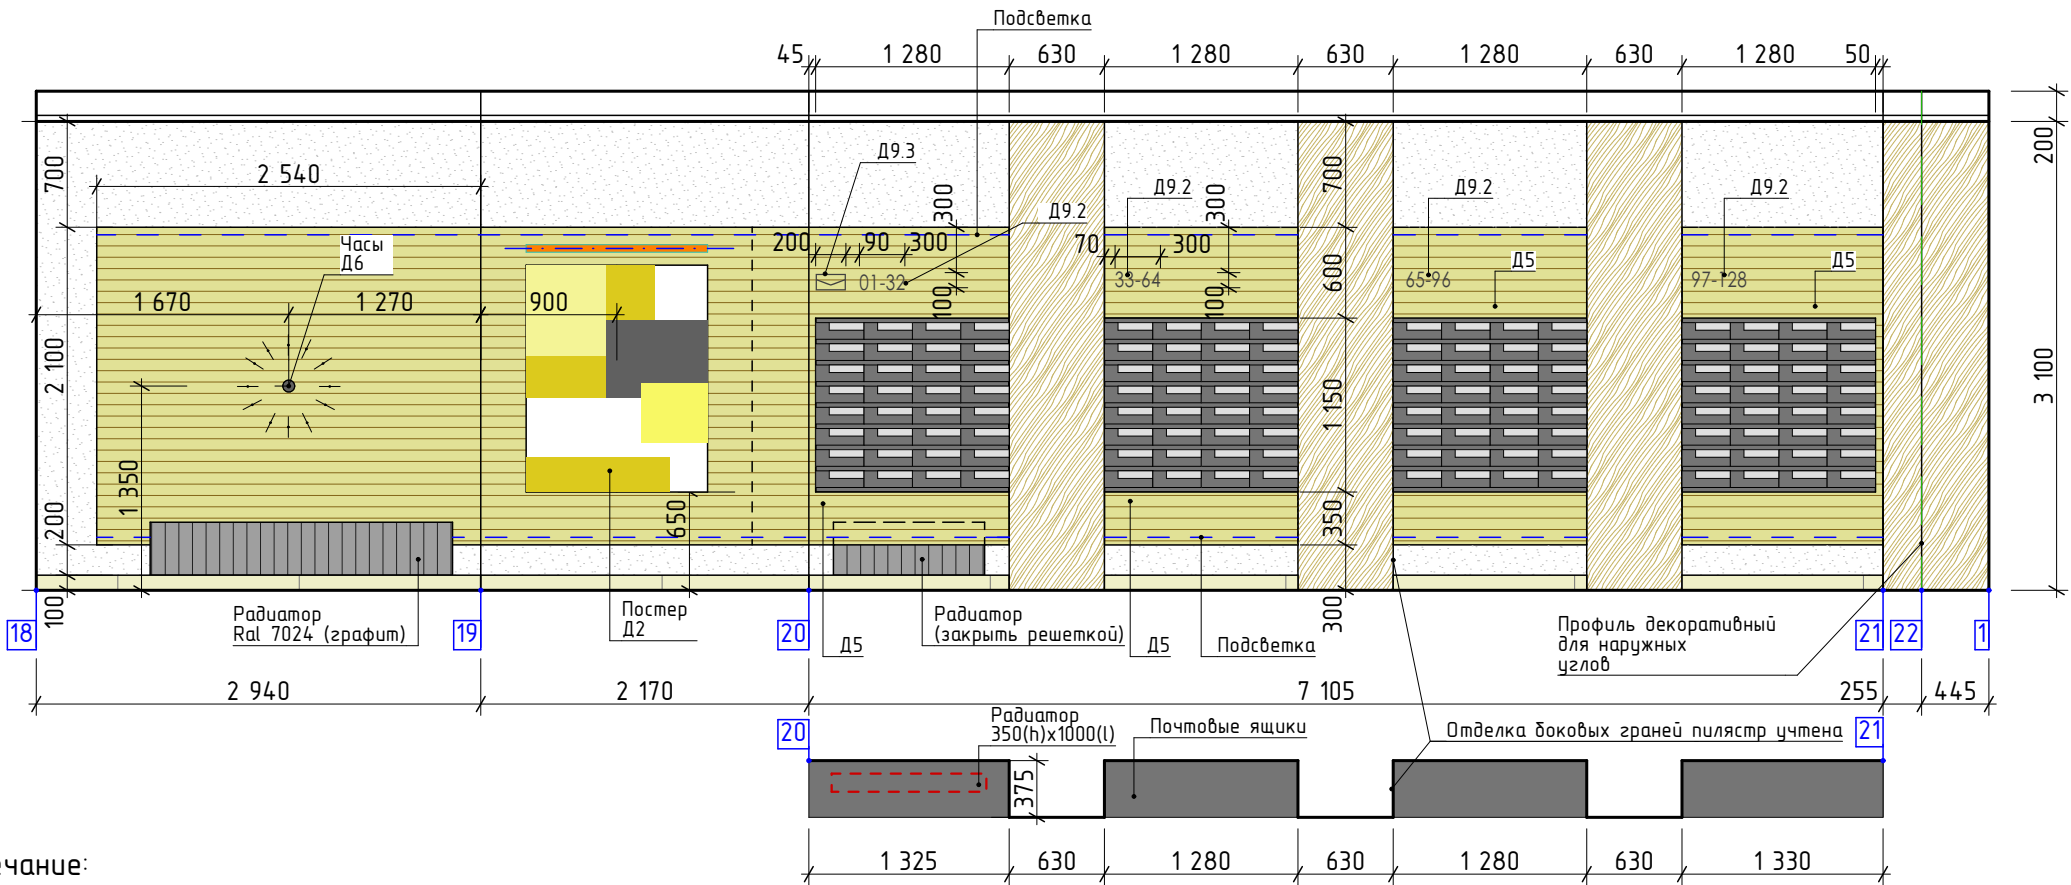 Подсветка
45
1 280
630
1 280
630
1 280
630
1 280
50
200
3 100
700
2 540
Д9.3
Д9.2
300
Д9.2
300
700
Д9.2
Д9.2
Часы
Д6
200
90
300
70
300
01-32
33-64
65-96
97-128
Д5
Д5
600
100
100
1 670
1 270
900
2 100
1 350
1 150
200
650
350
100
300
18
Радиатор
Ral 7024 (графит)
19
Постер
Д2
20
Д5
Радиатор
(закрыть решеткой)
Д5
Подсветка
Профиль декоративный
для наружных
углов
21
22
1
2 940
2 170
7 105
255
445
20
Радиатор
350(h)x1000(l)
Почтовые ящики
Отделка боковых граней пилястр учтена
21
375
1 325
630
1 280
630
1 280
630
1 330
ечание: